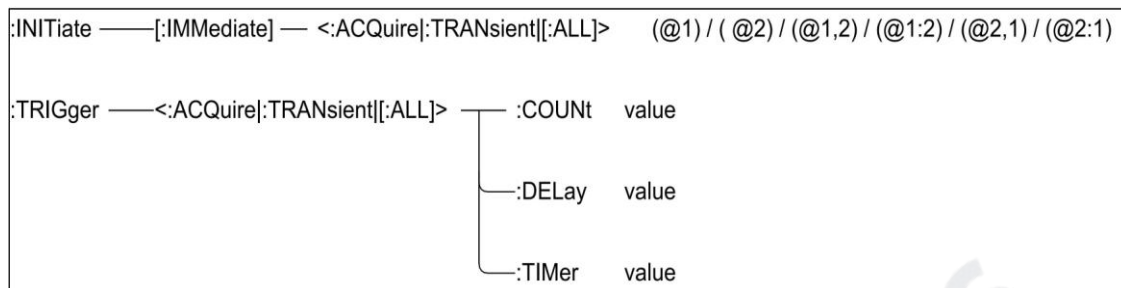 :INITiate [:IMMediate] <:ACQuire|:TRANsient|[:ALL]> (@1) / ( @2) / (@1,2) / (@1:2) / (@2,1) / (@2:1)
:TRIGger <:ACQuire|:TRANsient|[:ALL]> :COUNt value
:DELay value
:TIMer value